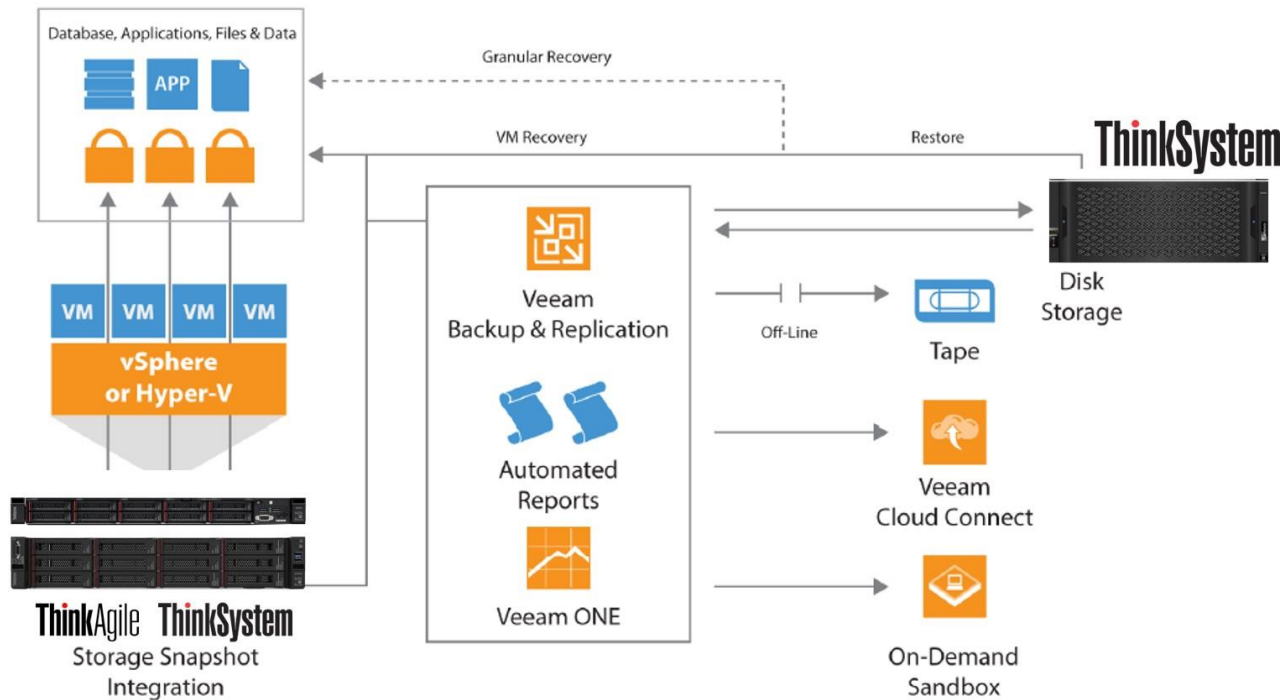 Database, Applications, Files & Data
APP
Granular Recovery
VM Recovery
Restore
ThinkSystem
Disk
Storage
VM
VM
VM
VM
vSphere
or Hyper-V
Veeam
Backup & Replication
Off-Line
Tape
Automated
Reports
Veeam
Cloud Connect
Veeam ONE
On-Demand
Sandbox
ThinkAgile ThinkSystem
Storage Snapshot
Integration